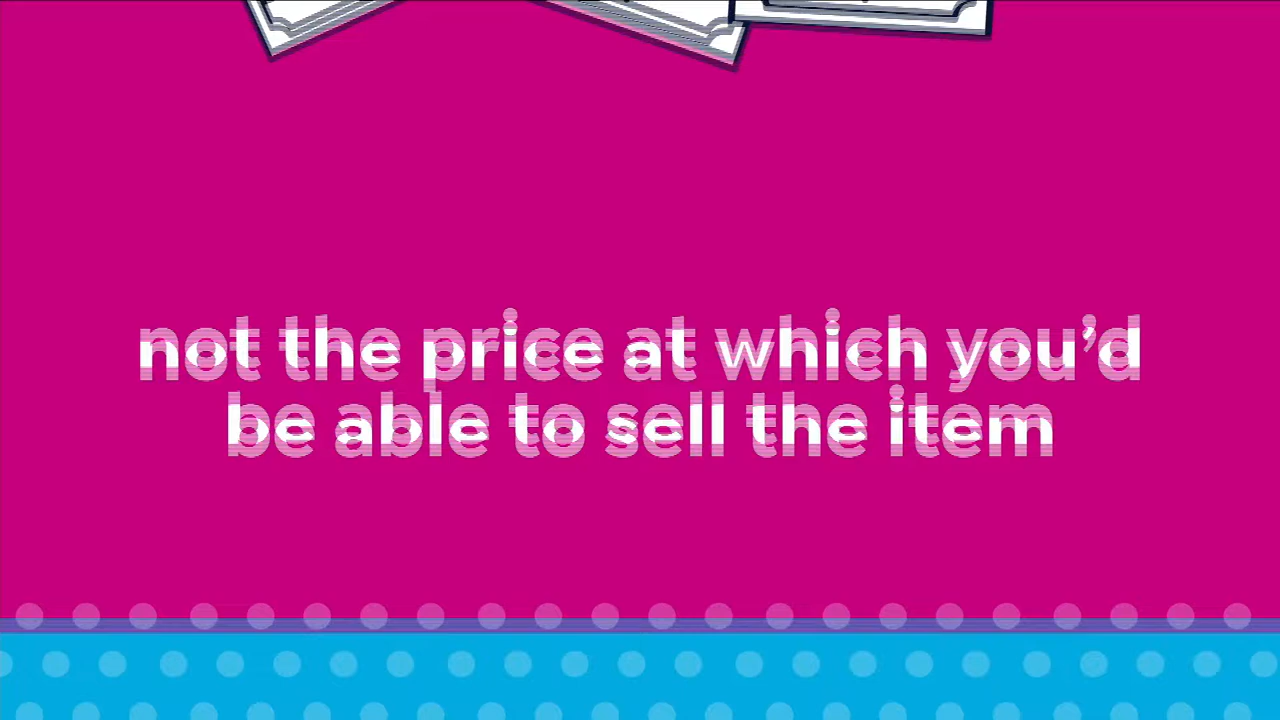 not the price at which you’d
be able to sell the item